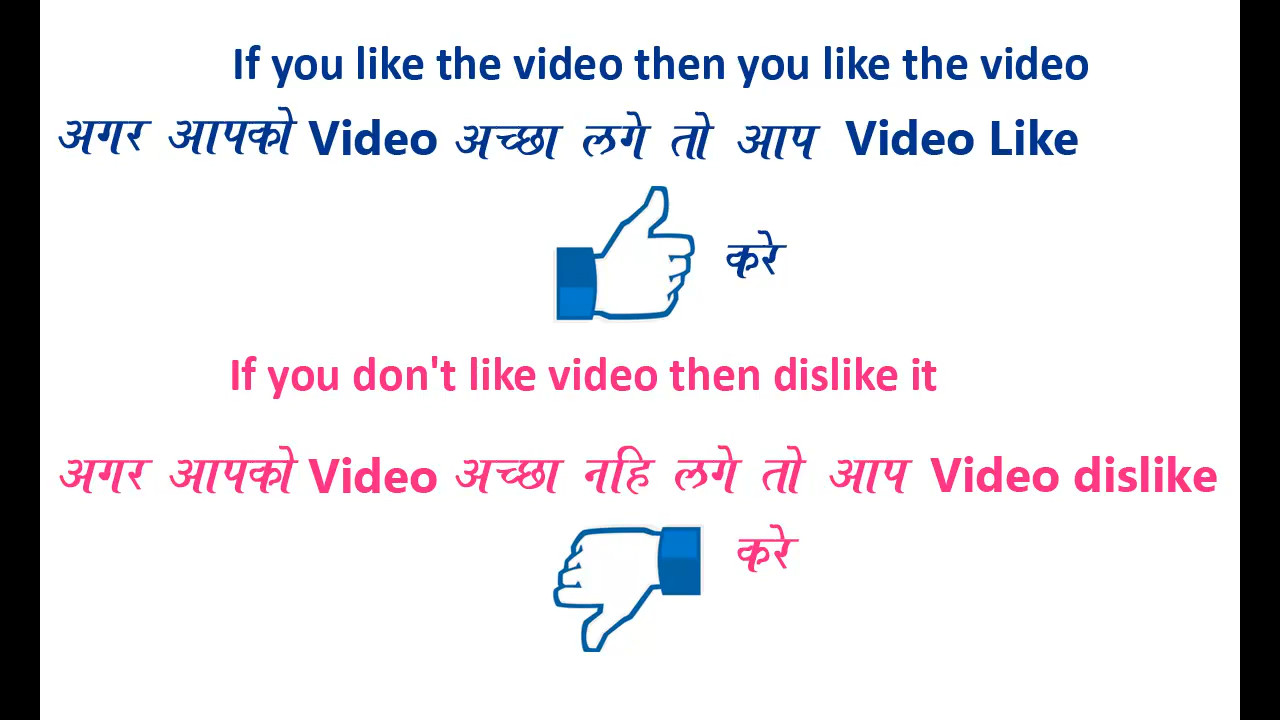 If you like the video then you like the video
अगर आपको Video अच्छा लगे तो आप Video Like
करे
If you don't like video then dislike it
अगर आपको Video अच्छा नहि लगे तो आप Video dislike
करे